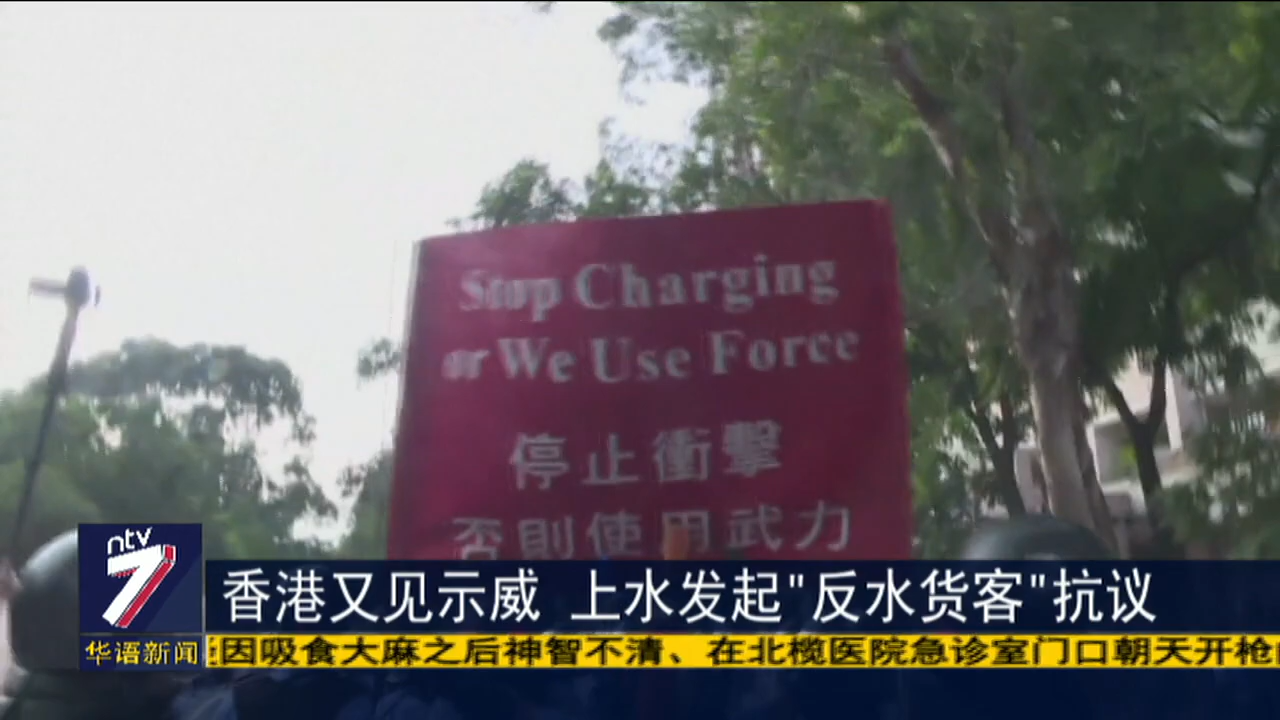 Stop Charging
or We Use Force
停止衝擊
否則使用武力
ntv
7
香港又见示威 上水发起"反水货客"抗议
华语新闻
因吸食大麻之后神智不清、在北榄医院急诊室门口朝天开枪